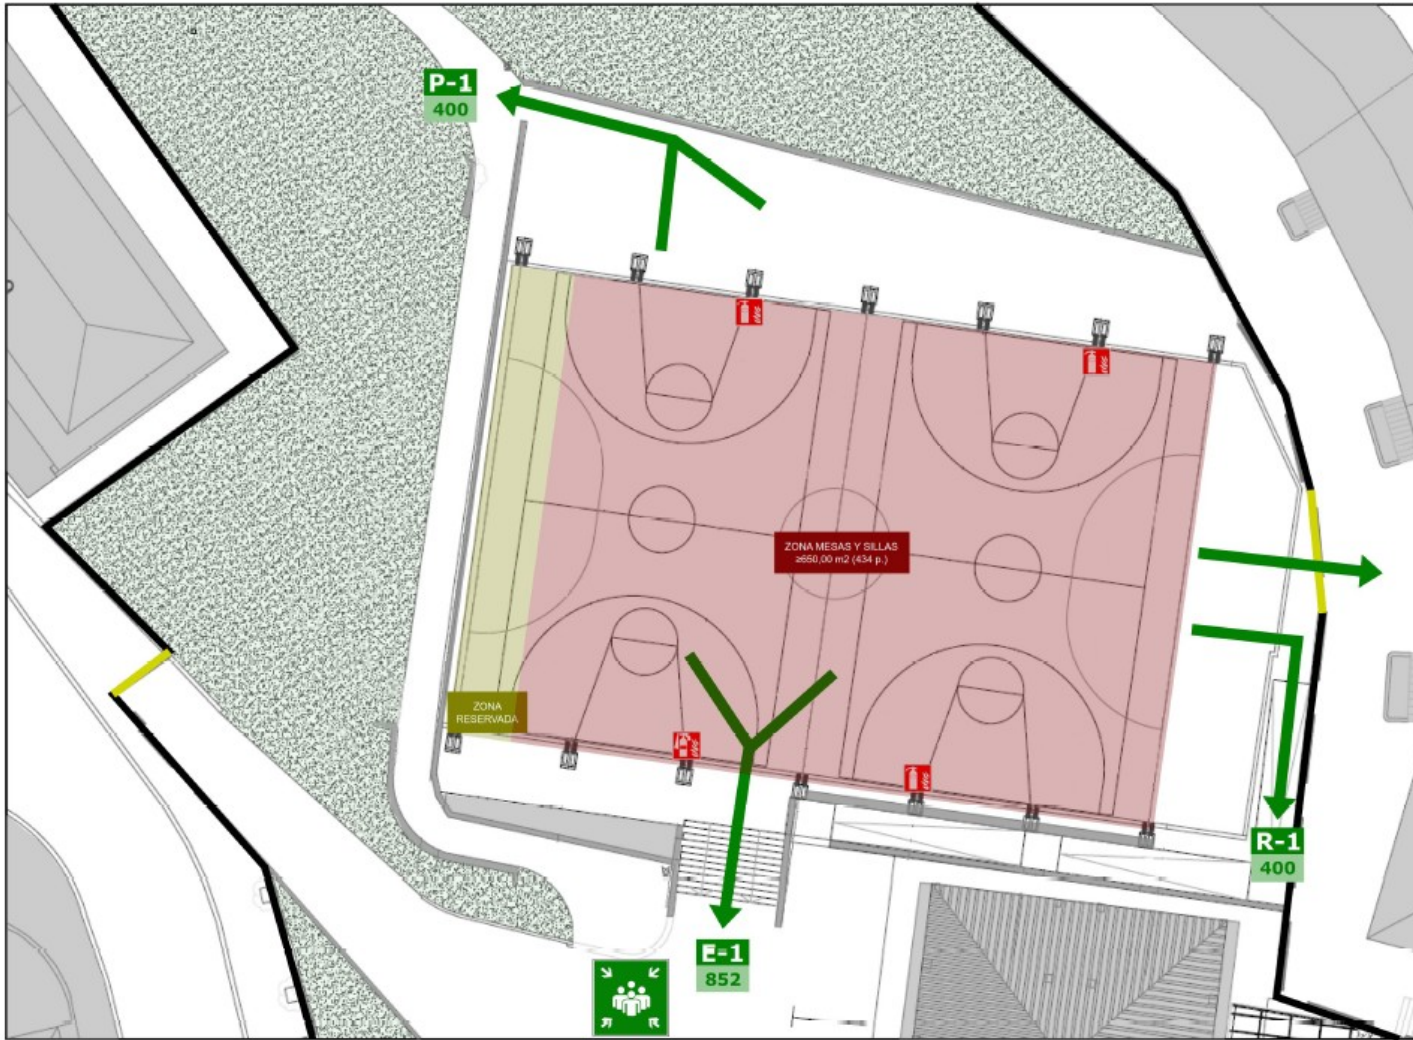 P-1
400
ZONA MESAS Y SILLAS
≥650,00 m2 (434 p.)
ZONA
RESERVADA
R-1
400
E-1
852